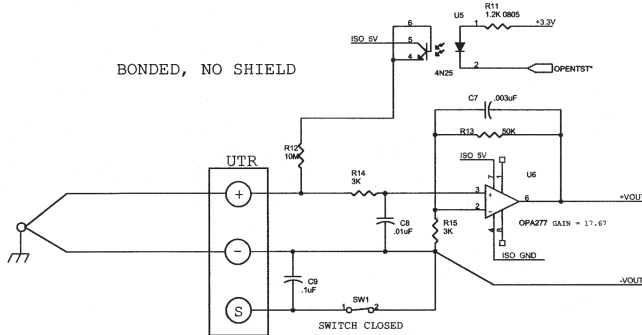 BONDED, NO SHIELD
6
ISO 5V
5
4
4N25
U5
1
2
R11
1.2K 0805
+3.3V
OPENTST*
C7
.003uF
R13
50K
R12
10M
UTR
R14
3K
ISO 5V
7
1
U6
3
+
2
-
6
4
8
OPA277 GAIN = 17.67
ISO GND
+VOUT
-VOUT
+
C8
.01uF
R15
3K
-
C9
.1uF
S
SW1
1
2
SWITCH CLOSED